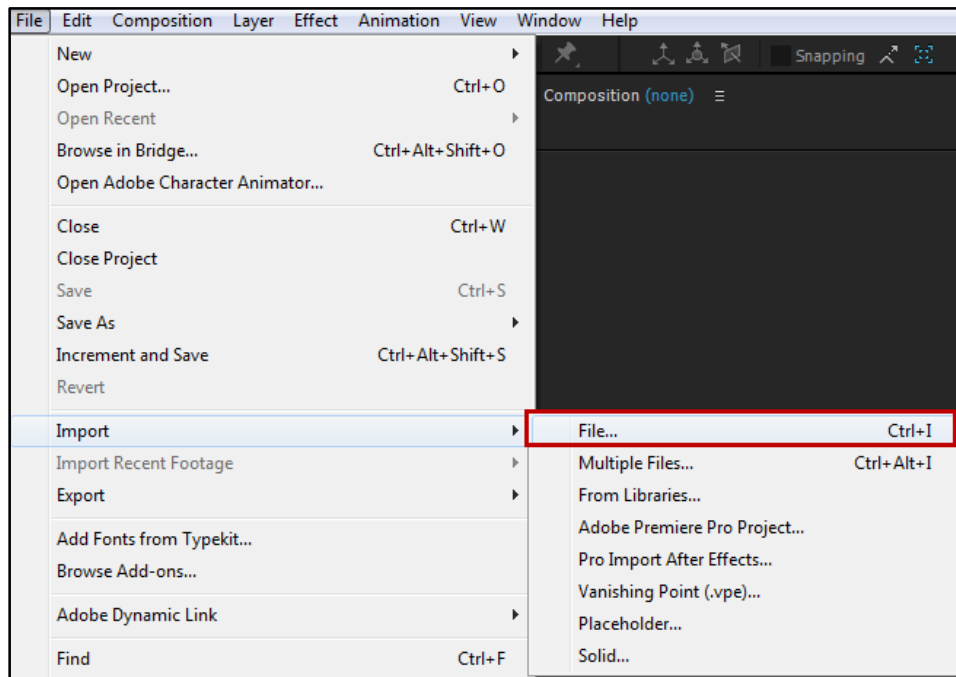 File Edit Composition Layer Effect Animation View Window Help
New
Open Project... Ctrl+O
Open Recent
Browse in Bridge... Ctrl+Alt+Shift+O
Open Adobe Character Animator...
Close Ctrl+W
Close Project
Save Ctrl+S
Save As
Increment and Save Ctrl+Alt+Shift+S
Revert
Import
Import Recent Footage
Export
Add Fonts from Typekit...
Browse Add-ons...
Adobe Dynamic Link
Find Ctrl+F
Snapping
Composition (none)
File... Ctrl+I
Multiple Files... Ctrl+Alt+I
From Libraries...
Adobe Premiere Pro Project...
Pro Import After Effects...
Vanishing Point (.vpe)...
Placeholder...
Solid...